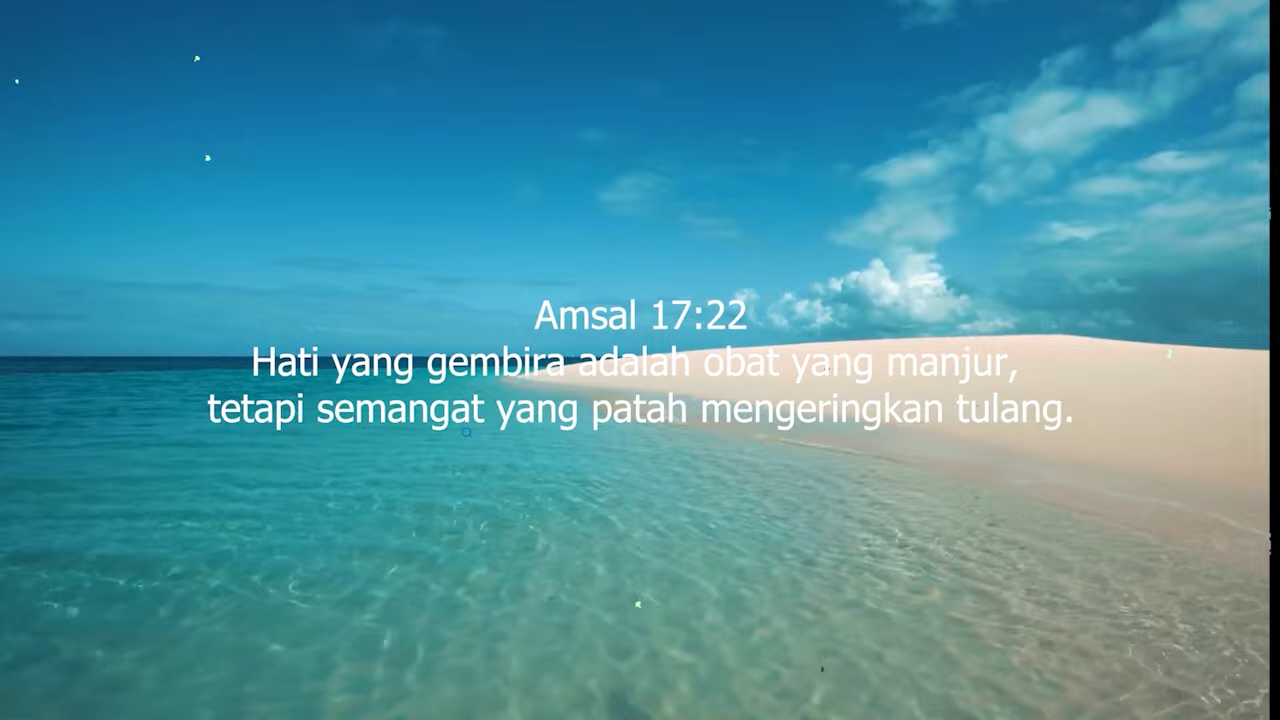 Amsal 17:22
Hati yang gembira adalah obat yang manjur,
tetapi semangat yang patah mengeringkan tulang.